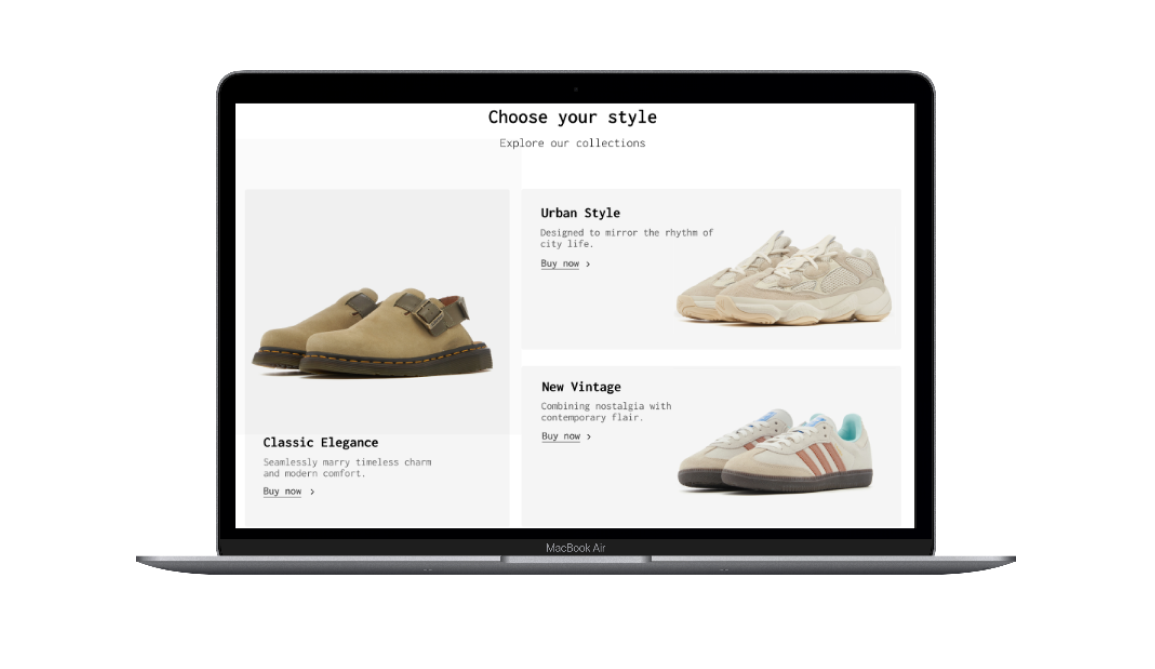 Choose your style
Explore our collections
Classic Elegance
Seamlessly marry timeless charm
and modern comfort.
Buy now ›
Urban Style
Designed to mirror the rhythm of
city life.
Buy now ›
New Vintage
Combining nostalgia with
contemporary flair.
Buy now ›
MacBook Air